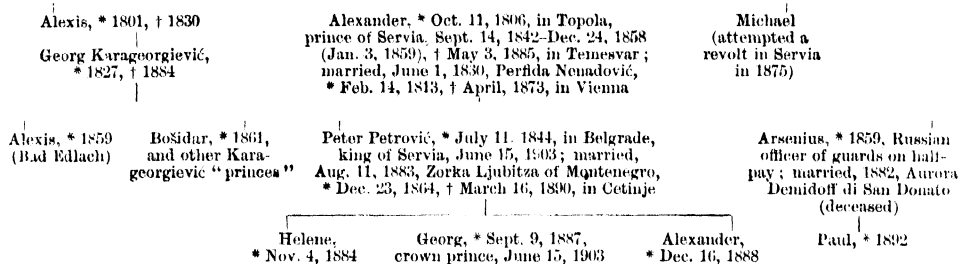 Alexis, * 1801, † 1830
Georg Karageorgiević,
* 1827, † 1884
Alexander, * Oct. 11, 1806, in Topola,
prince of Servia, Sept. 14, 1842–Dec. 24, 1858
(Jan. 3, 1859), † May 3, 1885, in Temesvar;
married, June 1, 1830, Perfida Nenadović,
* Feb. 14, 1813, † April, 1873, in Vienna
Michael
(attempted a
revolt in Servia
in 1875)
Alexis, * 1859
(Bad Edlach)
Bošidar, * 1861,
and other Kara-
georgiević "princes"
Peter Petrović, * July 11, 1844, in Belgrade,
king of Servia, June 15, 1903; married,
Aug. 11, 1883, Zorka Ljubitza of Montenegro,
* Dec. 23, 1864, † March 16, 1890, in Cetinje
Arsenius, * 1859, Russian
officer of guards on half-
pay; married, 1882, Aurora
Demidoff di San Donato
(deceased)
Helene,
* Nov. 4, 1884
Georg, * Sept. 9, 1887,
crown prince, June 15, 1903
Alexander,
* Dec. 16, 1888
Paul, * 1892